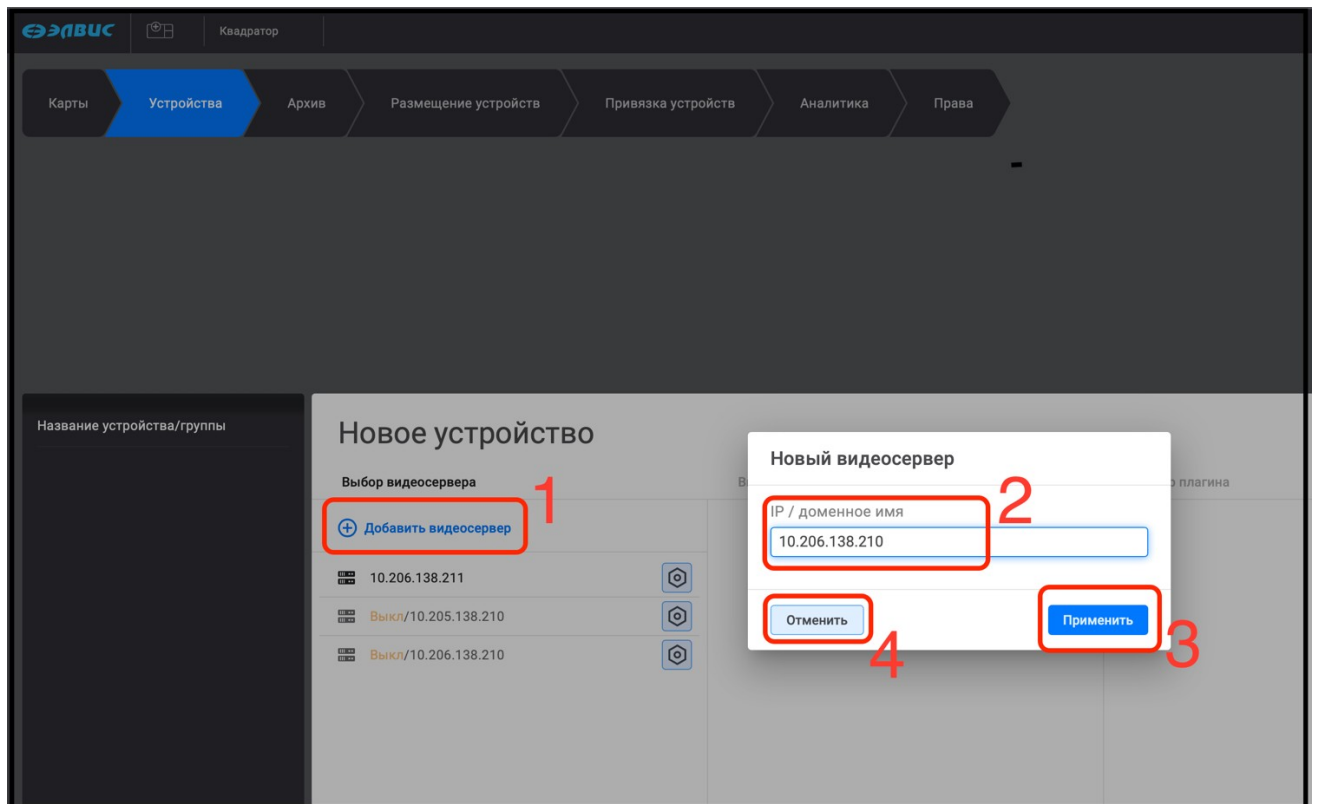 ЭЛВИС
Квадратор
Карты
Устройства
Архив
Размещение устройств
Привязка устройств
Аналитика
Права
Название устройства/группы
Новое устройство
Выбор видеосервера
1
Добавить видеосервер
10.206.138.211
Выкл/10.205.138.210
Выкл/10.206.138.210
Новый видеосервер
плагина
IP / доменное имя
2
10.206.138.210
Отменить
4
Применить
3